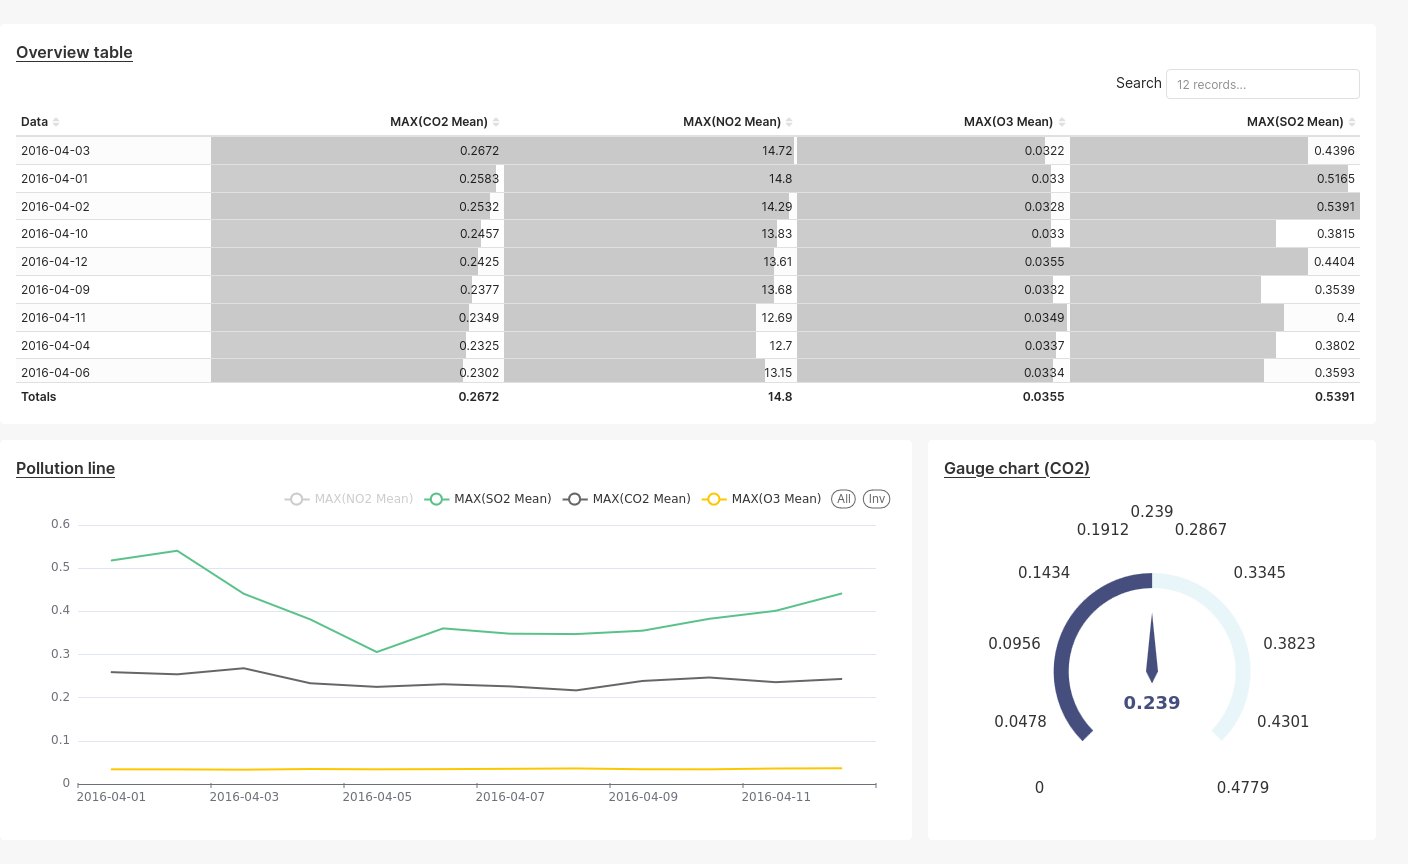 Overview table
Search 12 records...
Data MAX(CO2 Mean) MAX(NO2 Mean) MAX(O3 Mean) MAX(SO2 Mean)
2016-04-03 0.2672 14.72 0.0322 0.4396
2016-04-01 0.2583 14.8 0.033 0.5165
2016-04-02 0.2532 14.29 0.0328 0.5391
2016-04-10 0.2457 13.83 0.033 0.3815
2016-04-12 0.2425 13.61 0.0355 0.4404
2016-04-09 0.2377 13.68 0.0332 0.3539
2016-04-11 0.2349 12.69 0.0349 0.4
2016-04-04 0.2325 12.7 0.0337 0.3802
2016-04-06 0.2302 13.15 0.0334 0.3593
Totals 0.2672 14.8 0.0355 0.5391
Pollution line
MAX(NO2 Mean) MAX(SO2 Mean) MAX(CO2 Mean) MAX(O3 Mean) All Inv
0.6
0.5
0.4
0.3
0.2
0.1
0
2016-04-01 2016-04-03 2016-04-05 2016-04-07 2016-04-09 2016-04-11
Gauge chart (CO2)
0.239
0.1912 0.2867
0.1434 0.3345
0.0956 0.3823
0.239
0.0478 0.4301
0 0.4779